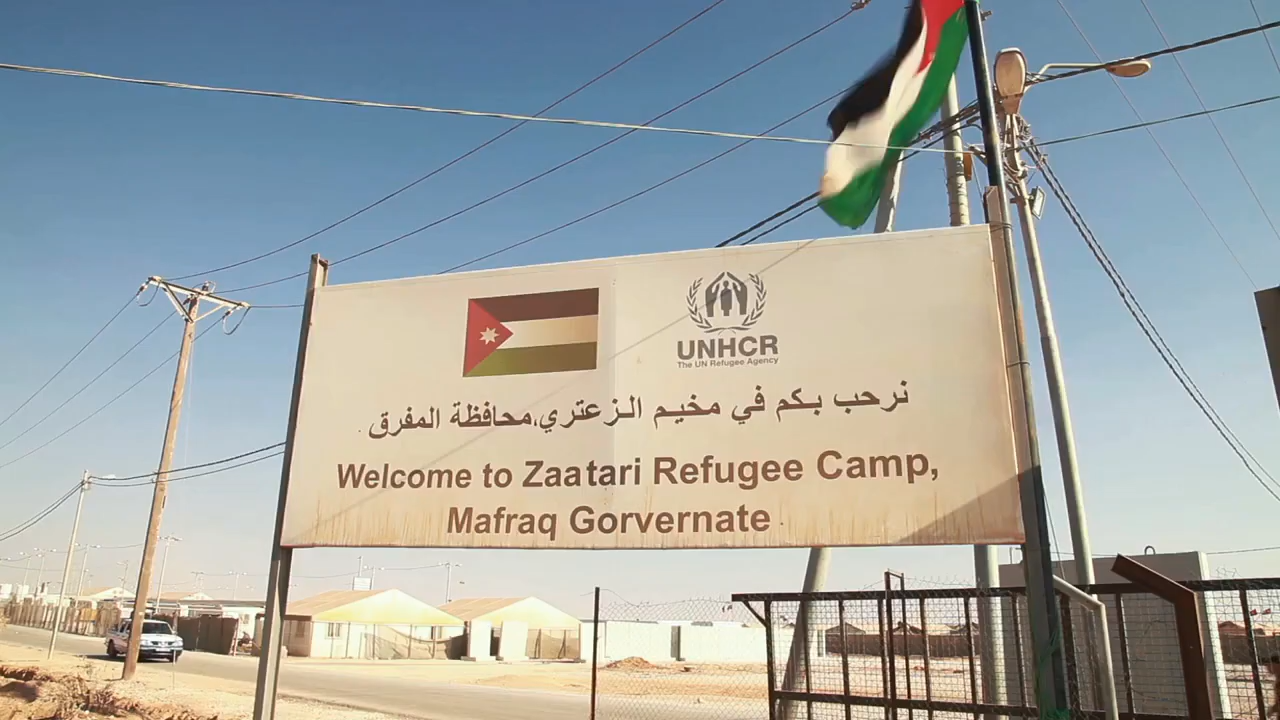 UNHCR
The UN Refugee Agency
نرحب بكم في مخيم الزعتري،محافظة المفرق
Welcome to Zaatari Refugee Camp,
Mafraq Gorvernate